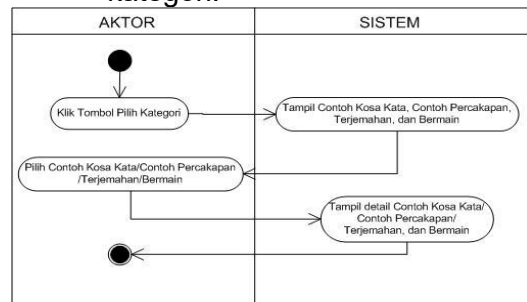 kategori.
AKTOR
SISTEM
Klik Tombol Pilih Kategori
Tampil Contoh Kosa Kata, Contoh Percakapan,
Terjemahan, dan Bermain
Pilih Contoh Kosa Kata/Contoh Percakapan
/Terjemahan/Bermain
Tampil detail Contoh Kosa Kata/
Contoh Percakapan/
Terjemahan, dan Bermain